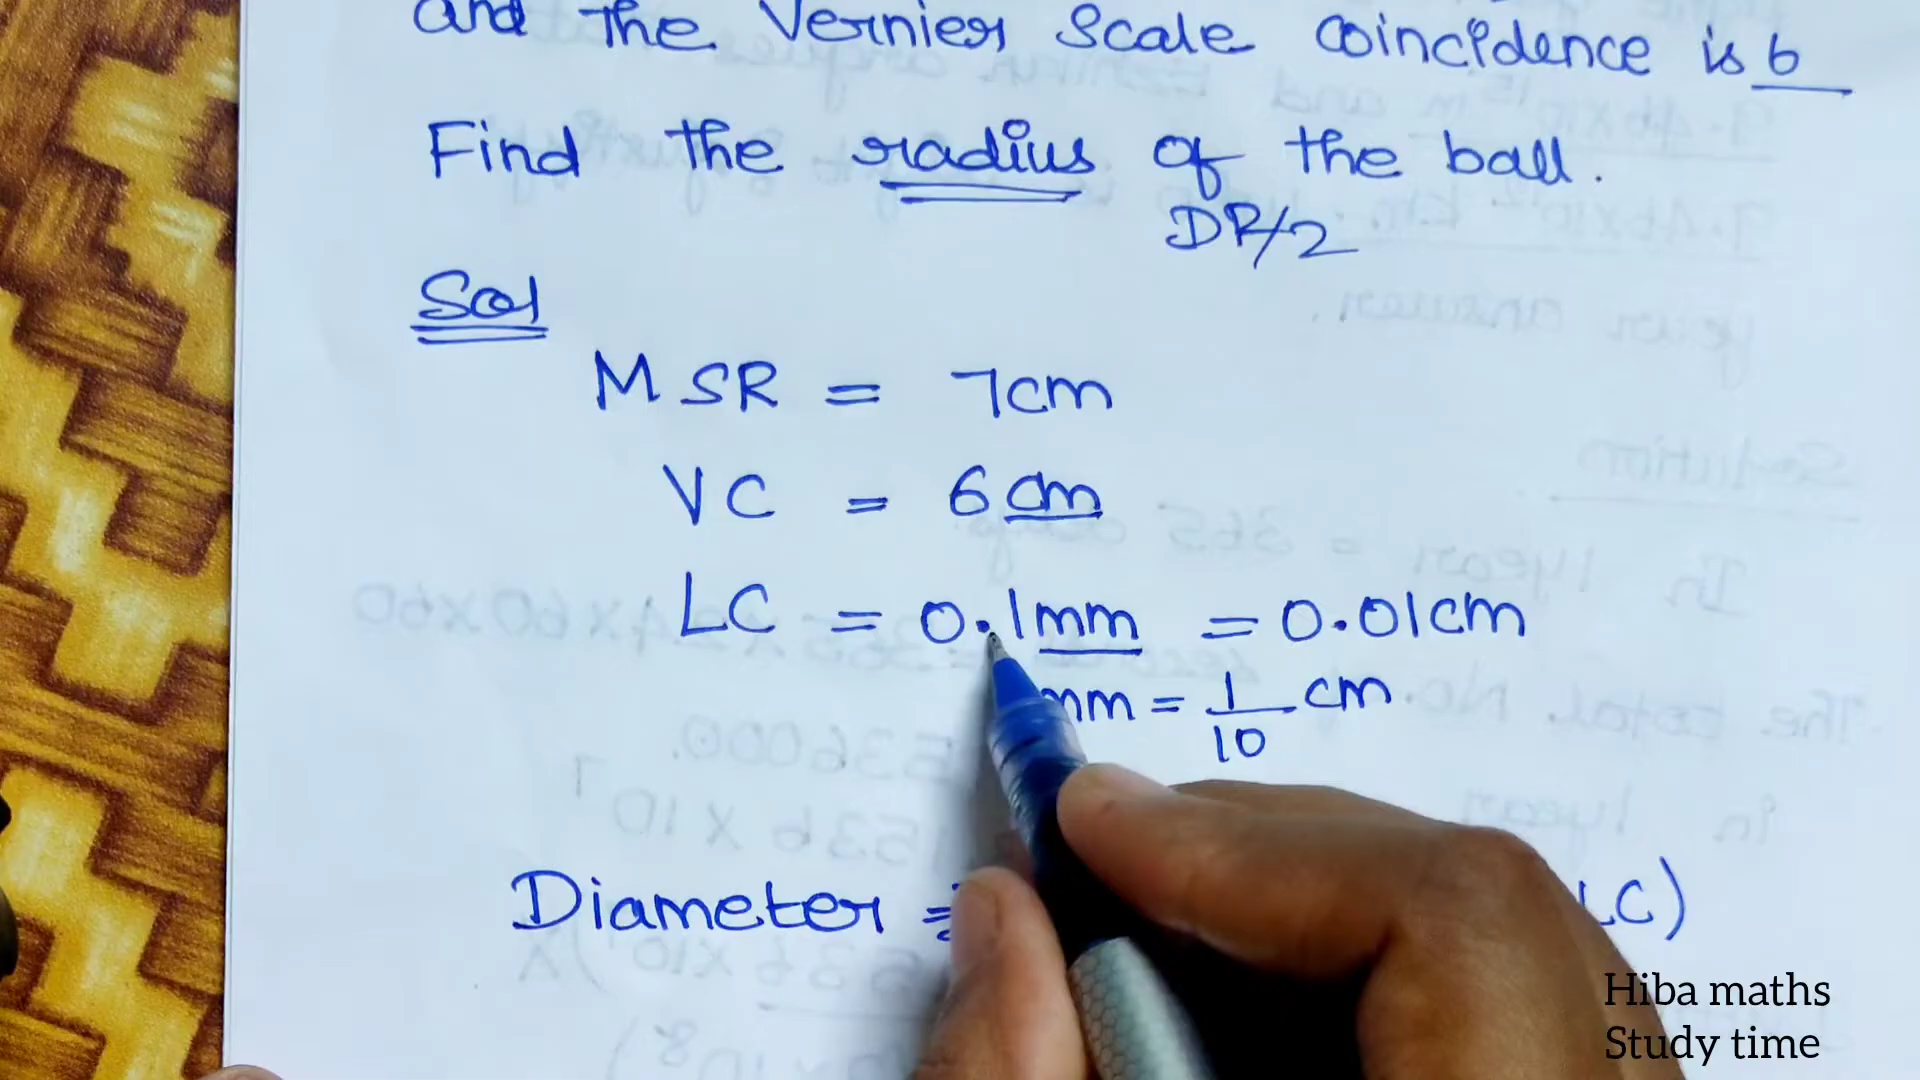 and the Vernier Scale coincidence is 6
Find the radius of the ball.
DR/2
Sol
MSR = 7cm
VC = 6 cm
LC = 0.1mm = 0.01cm
mm = 1/10 cm
Diameter = LC)
Hiba maths
Study time